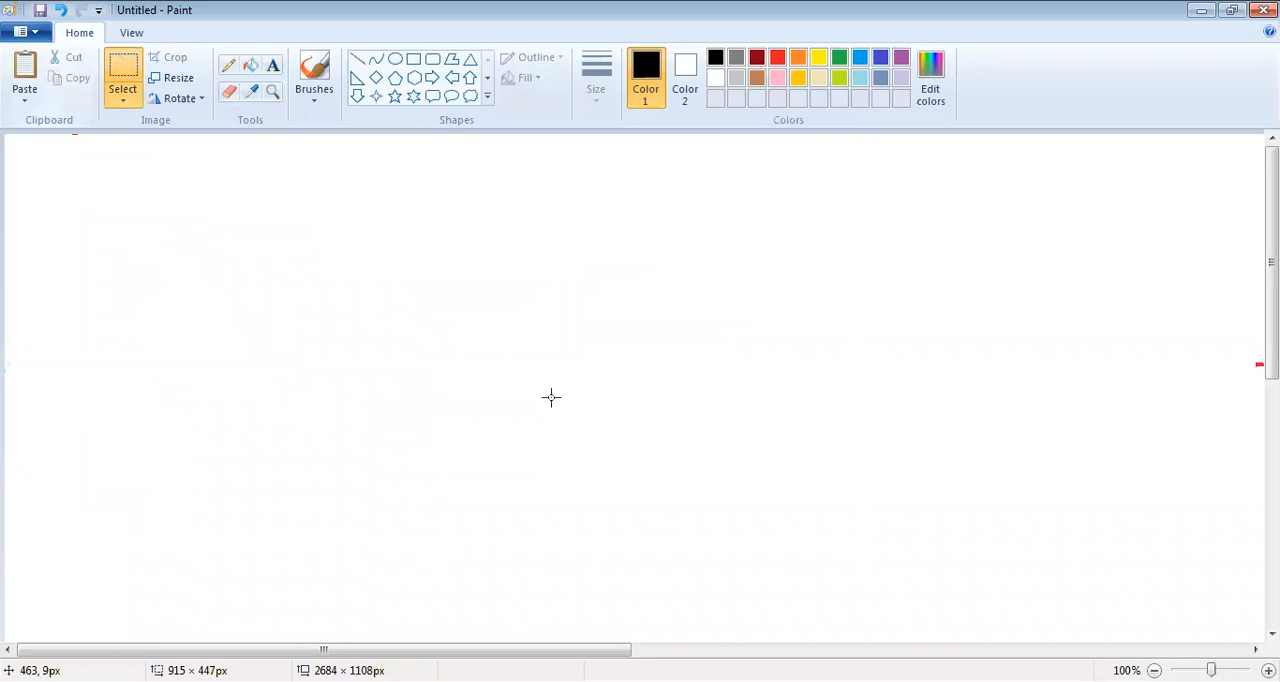 Untitled - Paint
Home View
Paste
Cut
Copy
Clipboard
Select
Crop
Resize
Rotate
Image
A
Tools
Brushes
Outline
Fill
Shapes
Size
Color 1
Color 2
Edit colors
Colors
463, 9px 915 × 447px 2684 × 1108px 100%